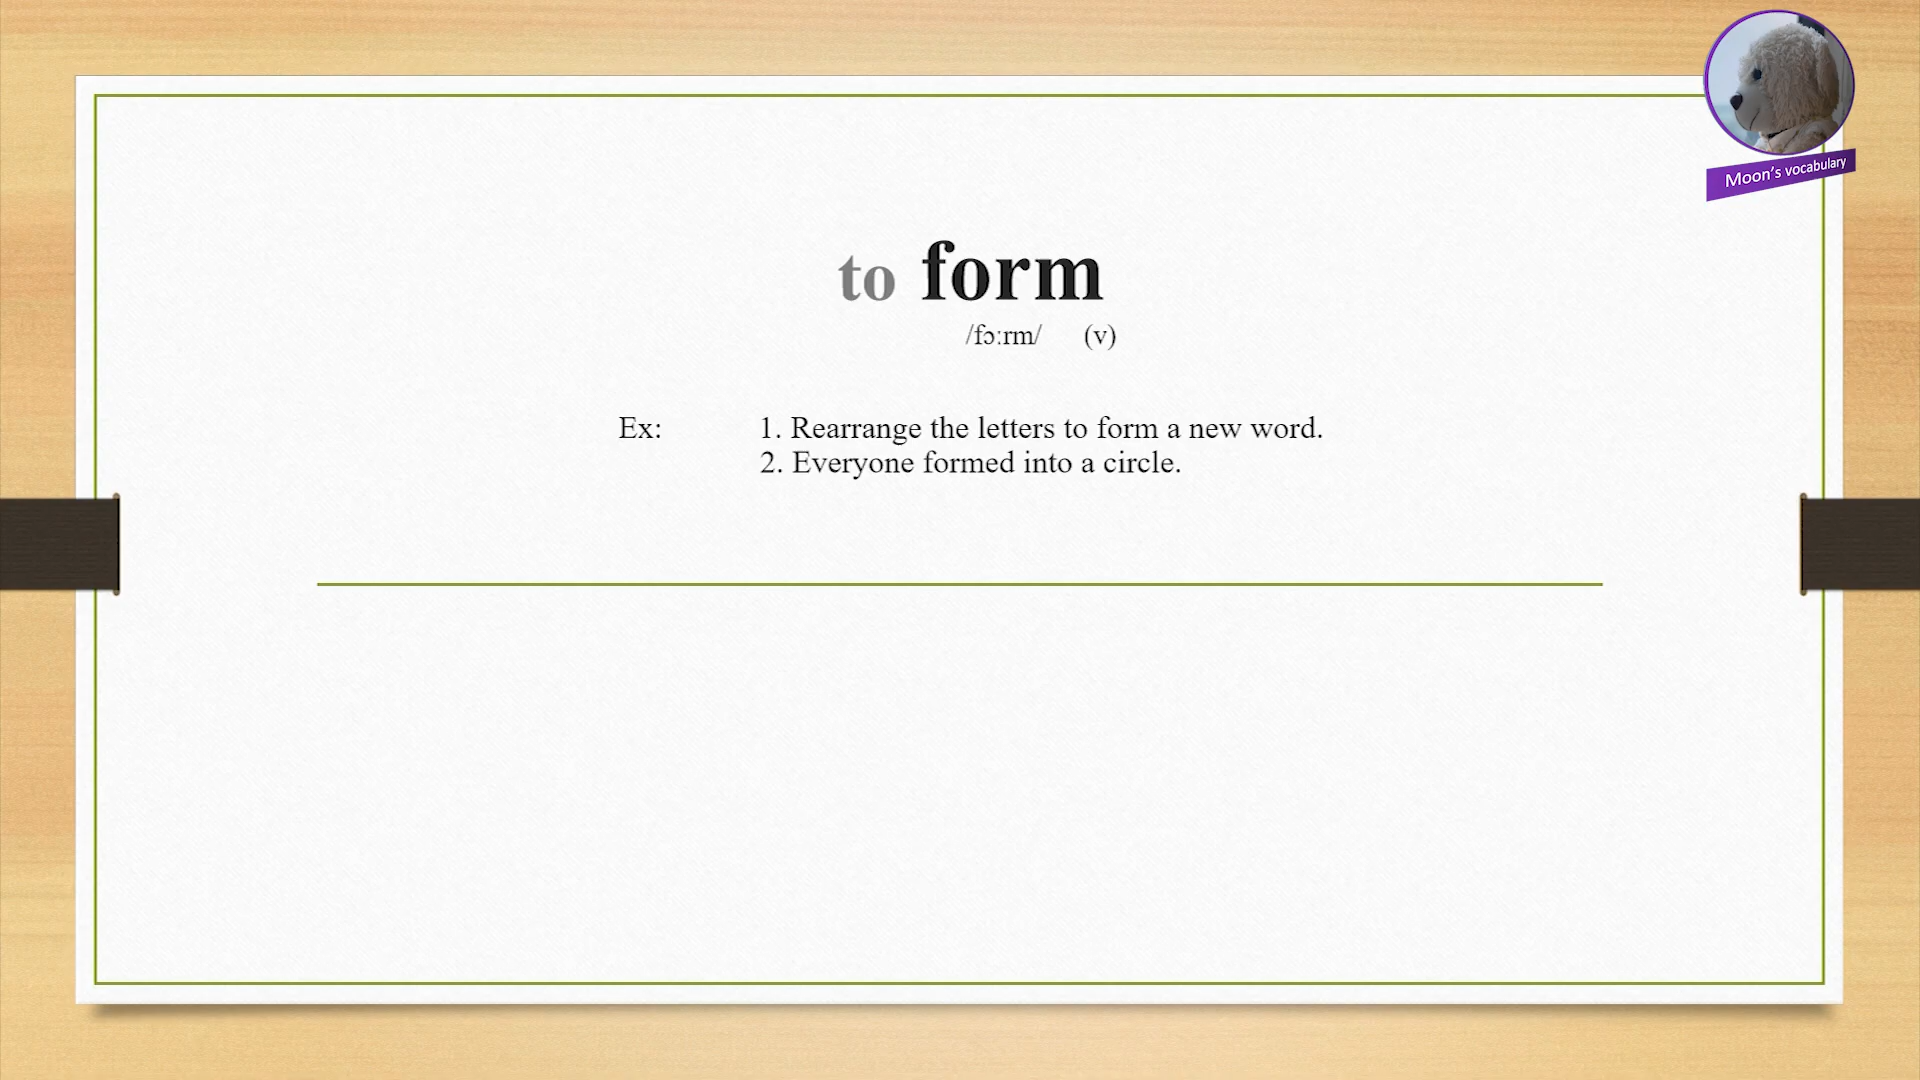 Moon's vocabulary
to form
/fɔːrm/ (v)
Ex: 1. Rearrange the letters to form a new word.
2. Everyone formed into a circle.